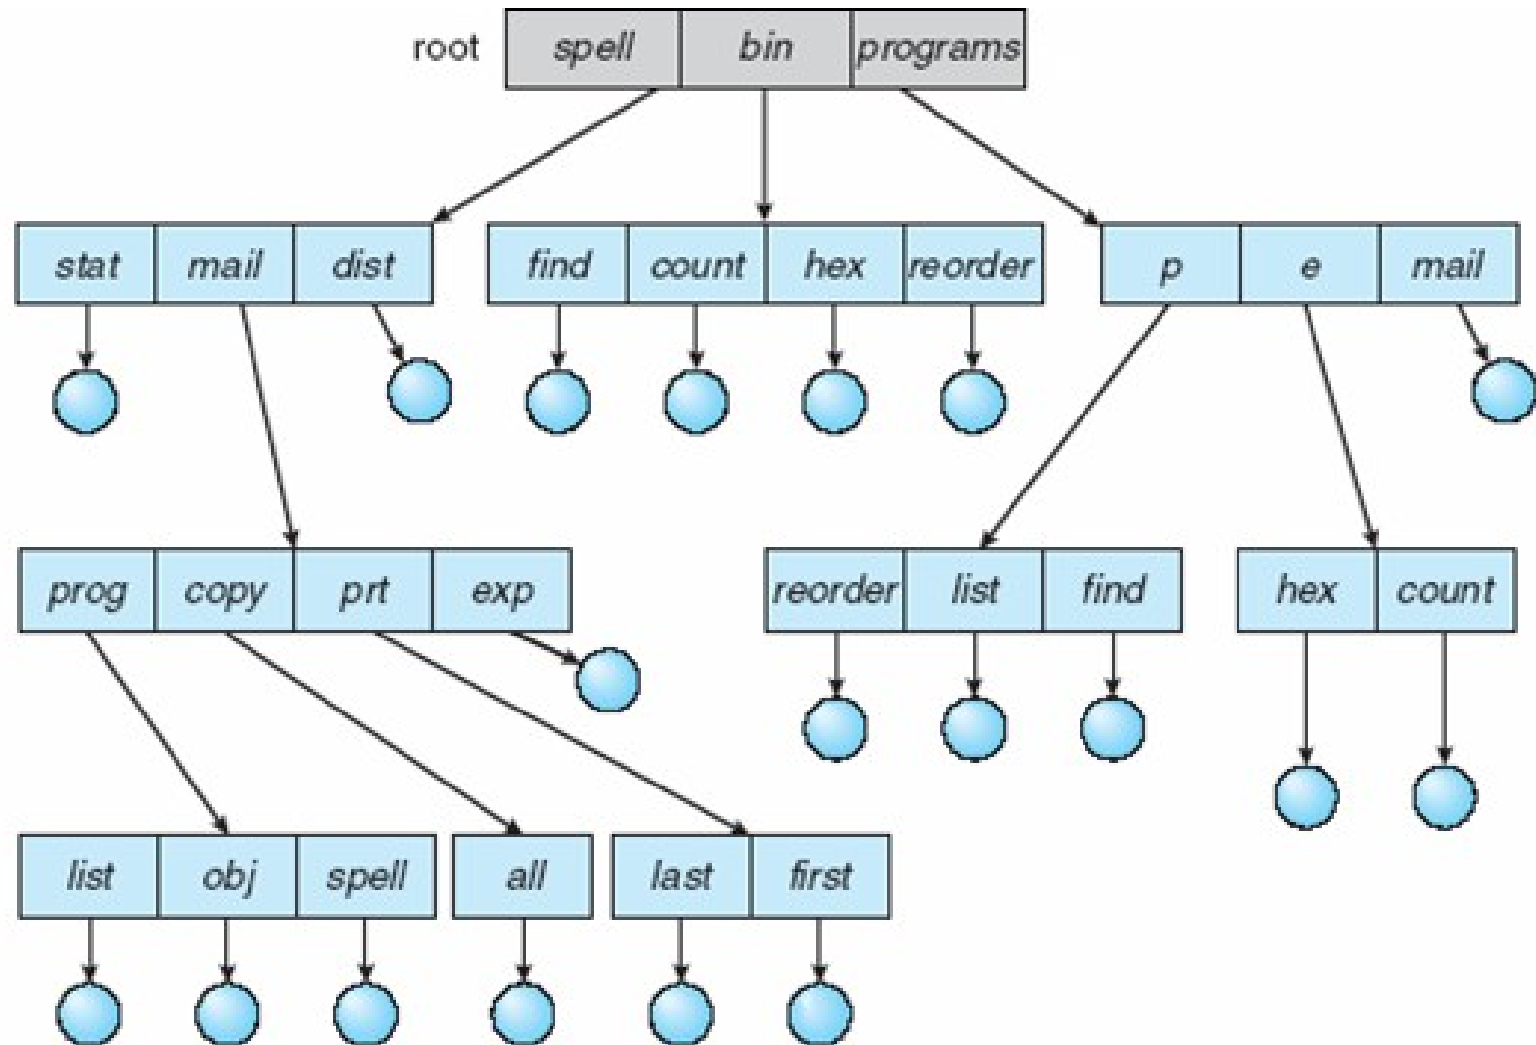 root spell bin programs
stat mail dist find count hex reorder p e mail
prog copy prt exp reorder list find hex count
list obj spell all last first